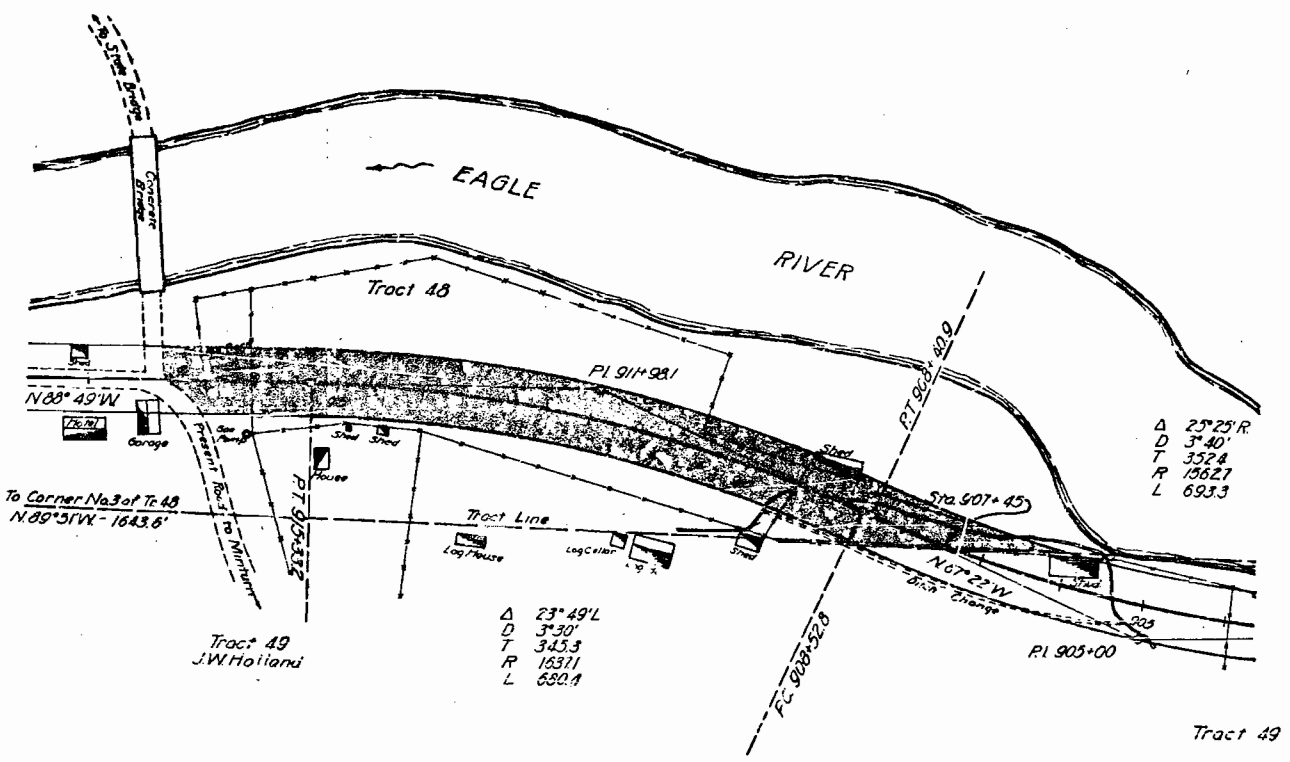 To State Bridge
Concrete
Bridge
EAGLE
RIVER
Tract 48
P.I. 911+98.1
P.T. 908+40.9
Δ 25°25'R
D 3°40'
T 352.4
R 1562.7
L 693.3
N88°49'W
Hotel
Garage
Present Road to Minturn
Gas
Pump
Shed
Shed
House
P.T. 915+33.2
Shed
Sta. 907+45
To Corner No.3 of Tr. 48
N.89°51'W. - 1643.6'
Tract Line
Log House
Log Cellar
Shed
N67°22'W
Ditch Change
Shed
905
P.I. 905+00
P.C. 908+52.8
Tract 49
J.W. Holland
Δ 23°49'L
D 3°30'
T 345.3
R 1637.1
L 680.4
Tract 49